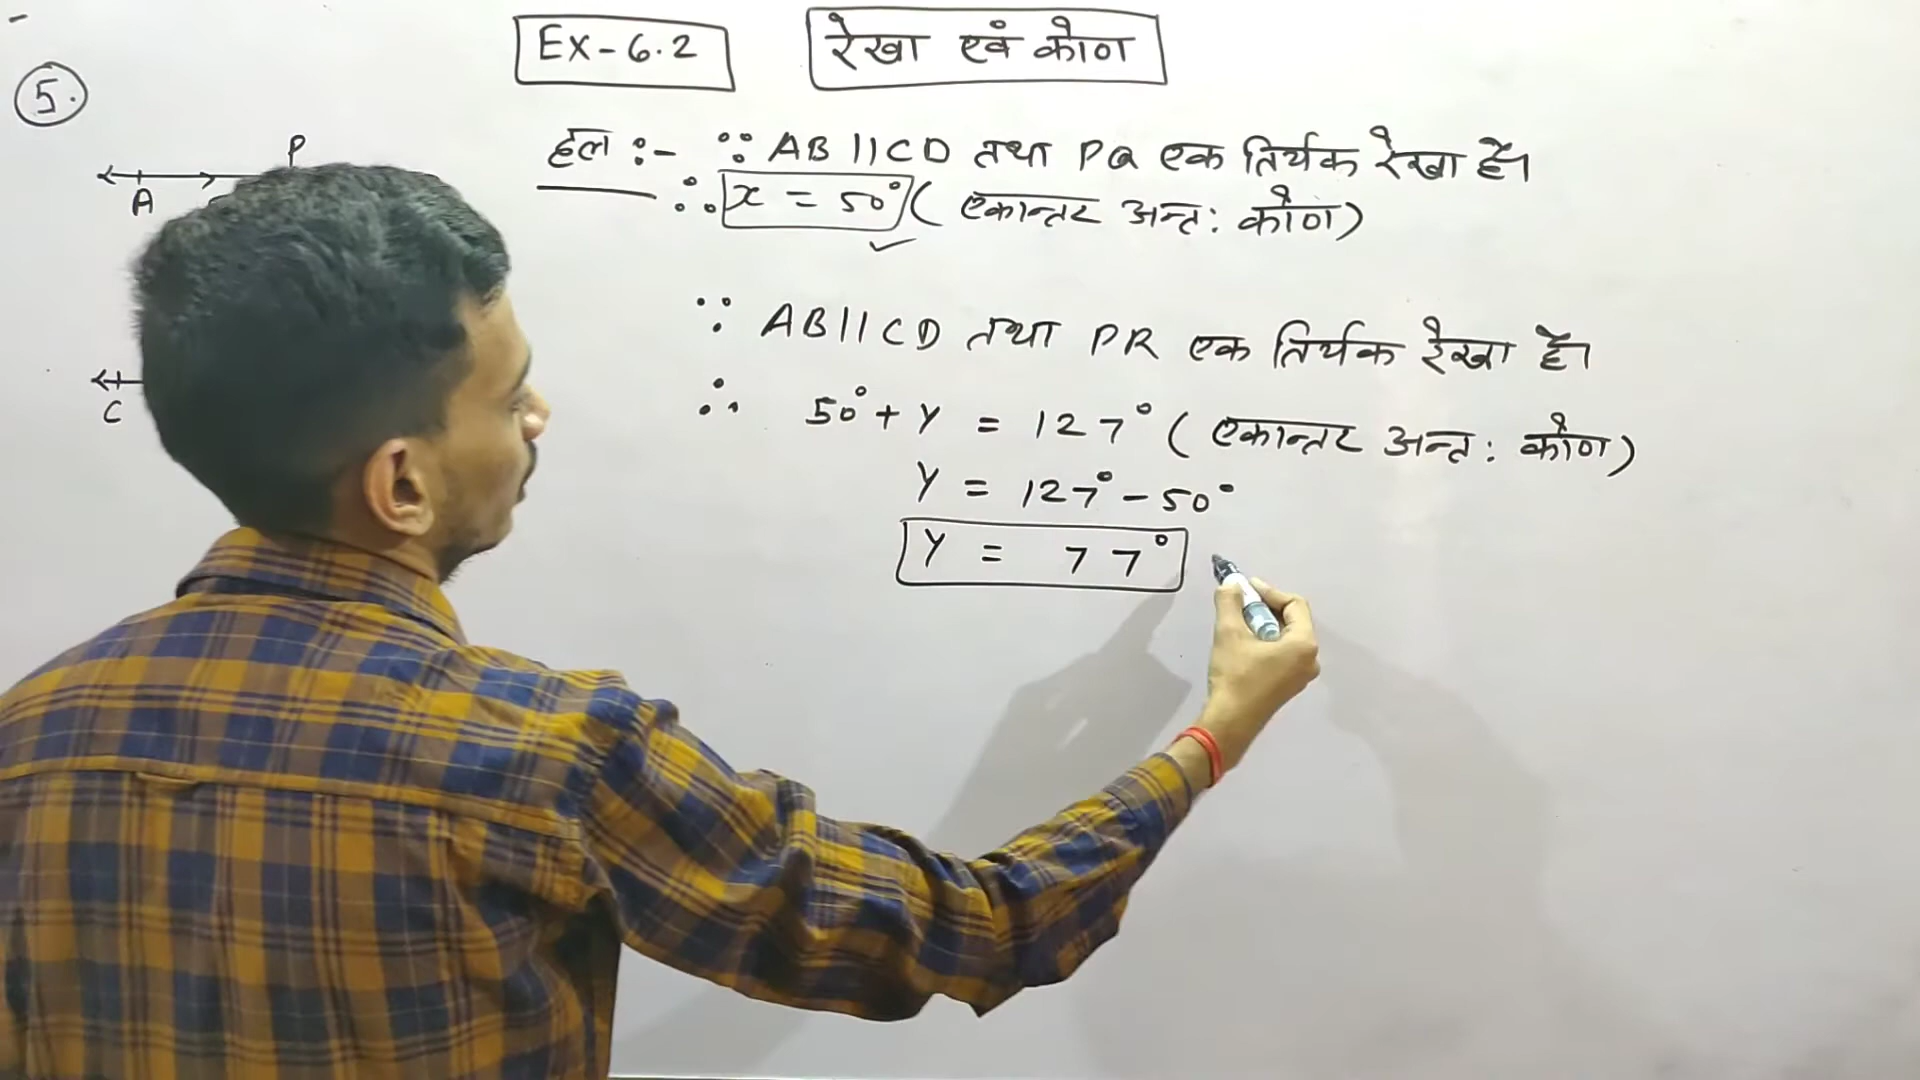 Ex-6.2 रेखा एवं कोण
5.
P
A
C
हल :- ∵ AB || CD तथा PQ एक तिर्यक रेखा है।
∴ x = 50° ( एकान्तर अन्त: कोण)
∵ AB || CD तथा PR एक तिर्यक रेखा है।
∴ 50° + y = 127° ( एकान्तर अन्त: कोण)
y = 127° - 50°
y = 77°